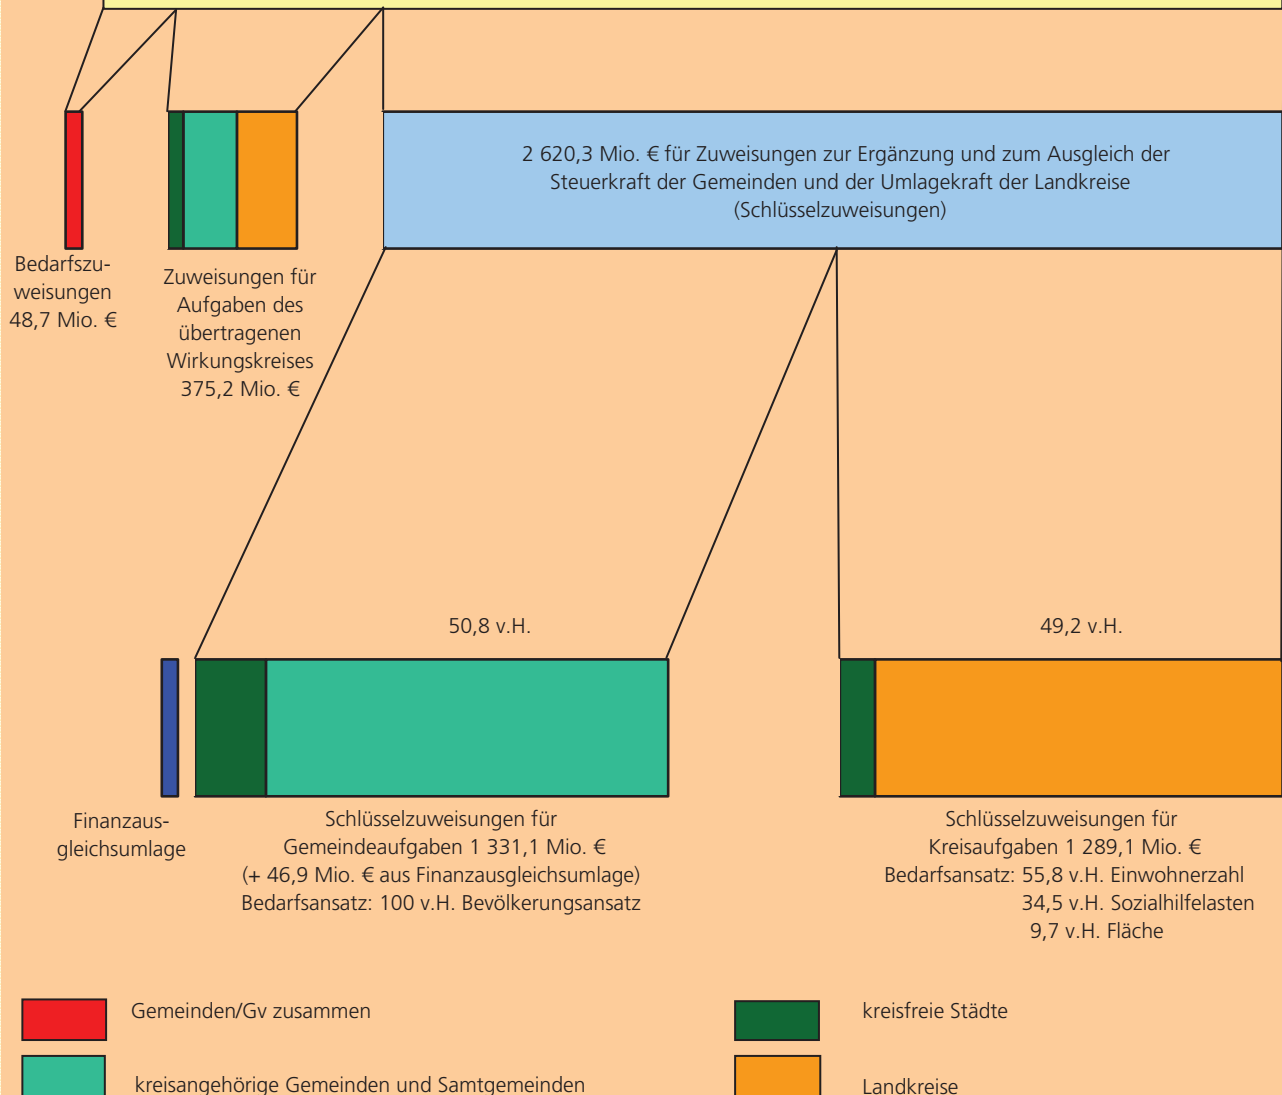 2 620,3 Mio. € für Zuweisungen zur Ergänzung und zum Ausgleich der
Steuerkraft der Gemeinden und der Umlagekraft der Landkreise
(Schlüsselzuweisungen)
Bedarfszu-
weisungen
48,7 Mio. €
Zuweisungen für
Aufgaben des
übertragenen
Wirkungskreises
375,2 Mio. €
50,8 v.H.
49,2 v.H.
Finanzaus-
gleichsumlage
Schlüsselzuweisungen für
Gemeindeaufgaben 1 331,1 Mio. €
(+ 46,9 Mio. € aus Finanzausgleichsumlage)
Bedarfsansatz: 100 v.H. Bevölkerungsansatz
Schlüsselzuweisungen für
Kreisaufgaben 1 289,1 Mio. €
Bedarfsansatz: 55,8 v.H. Einwohnerzahl
34,5 v.H. Sozialhilfelasten
9,7 v.H. Fläche
Gemeinden/Gv zusammen
kreisfreie Städte
kreisangehörige Gemeinden und Samtgemeinden
Landkreise